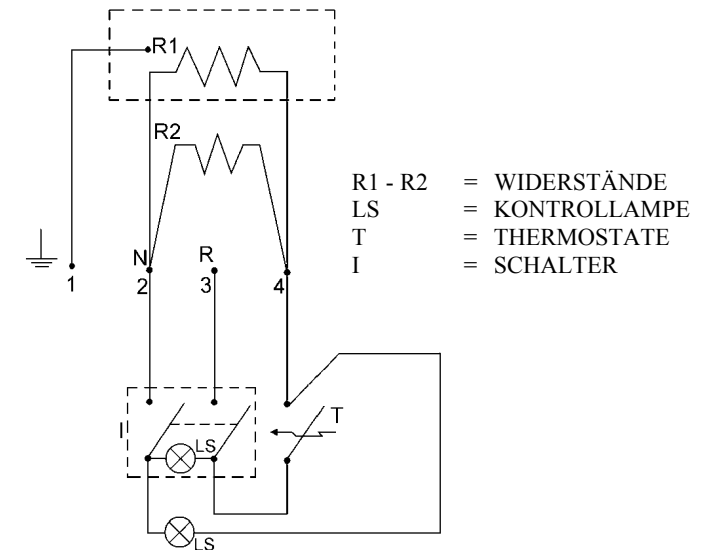 R1
R2
R1 - R2 = WIDERSTÄNDE
LS = KONTROLLAMPE
T = THERMOSTATE
I = SCHALTER
N R
1 2 3 4
I LS T
LS